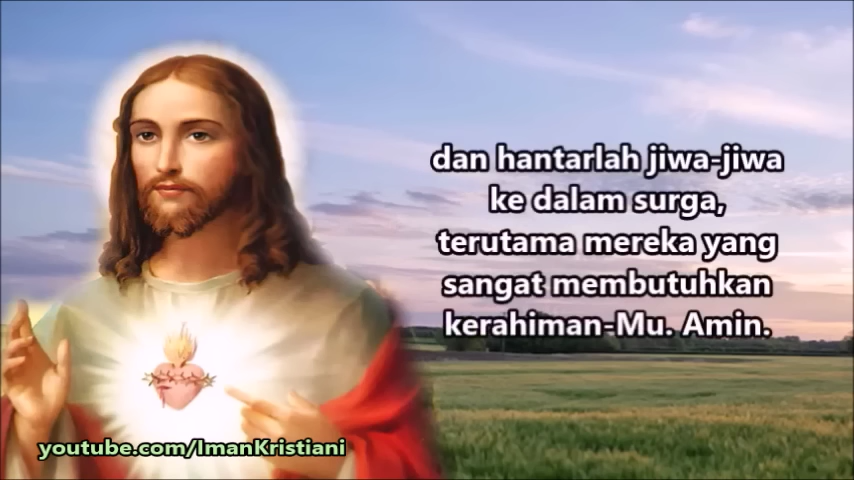 dan hantarlah jiwa-jiwa
ke dalam surga,
terutama mereka yang
sangat membutuhkan
kerahiman-Mu. Amin.
youtube.com/ImanKristiani